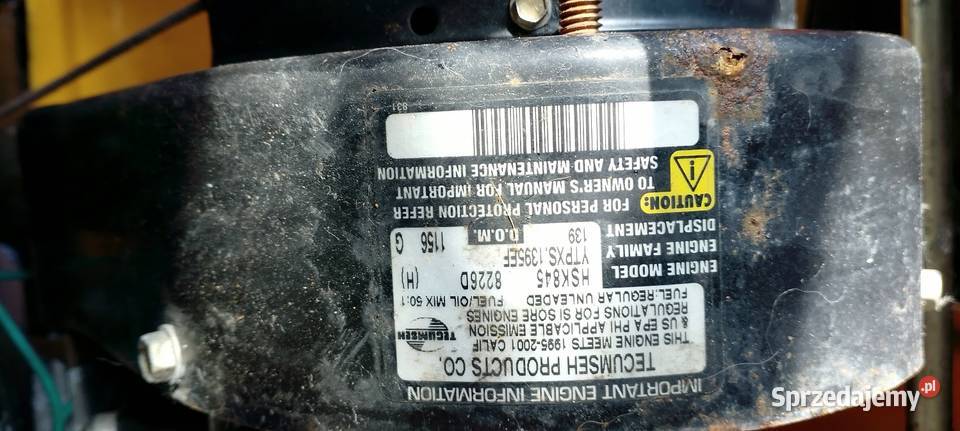 IMPORTANT ENGINE INFORMATION
TECUMSEH PRODUCTS CO.
THIS ENGINE MEETS 1995-2001 CALIF
& US EPA PHI APPLICABLE EMISSION
REGULATIONS FOR SI SORE ENGINES
FUEL:REGULAR UNLEADED FUEL/OIL MIX 50:1
TECUMSEH
ENGINE MODEL HSK845 8226D (H)
ENGINE FAMILY YTPXS.1395EF
DISPLACEMENT 139 D.O.M. 1156 G
CAUTION:
FOR PERSONAL PROTECTION REFER
TO OWNER'S MANUAL FOR IMPORTANT
SAFETY AND MAINTENANCE INFORMATION
831
Sprzedajemy.pl